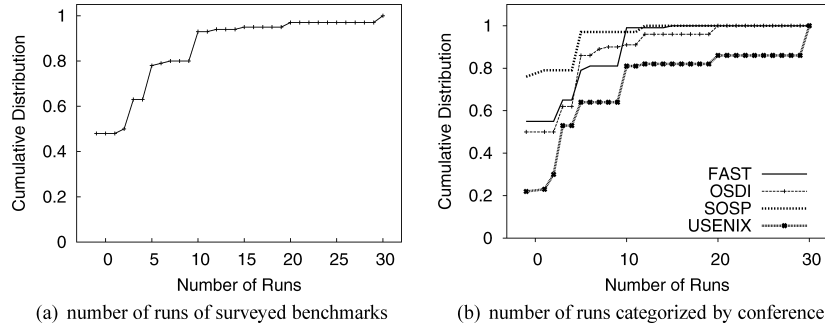 1
0.8
0.6
0.4
0.2
0
Cumulative Distribution
0 5 10 15 20 25 30
Number of Runs
(a) number of runs of surveyed benchmarks
1
0.8
0.6
0.4
0.2
0
Cumulative Distribution
FAST
OSDI
SOSP
USENIX
0 10 20 30
Number of Runs
(b) number of runs categorized by conference